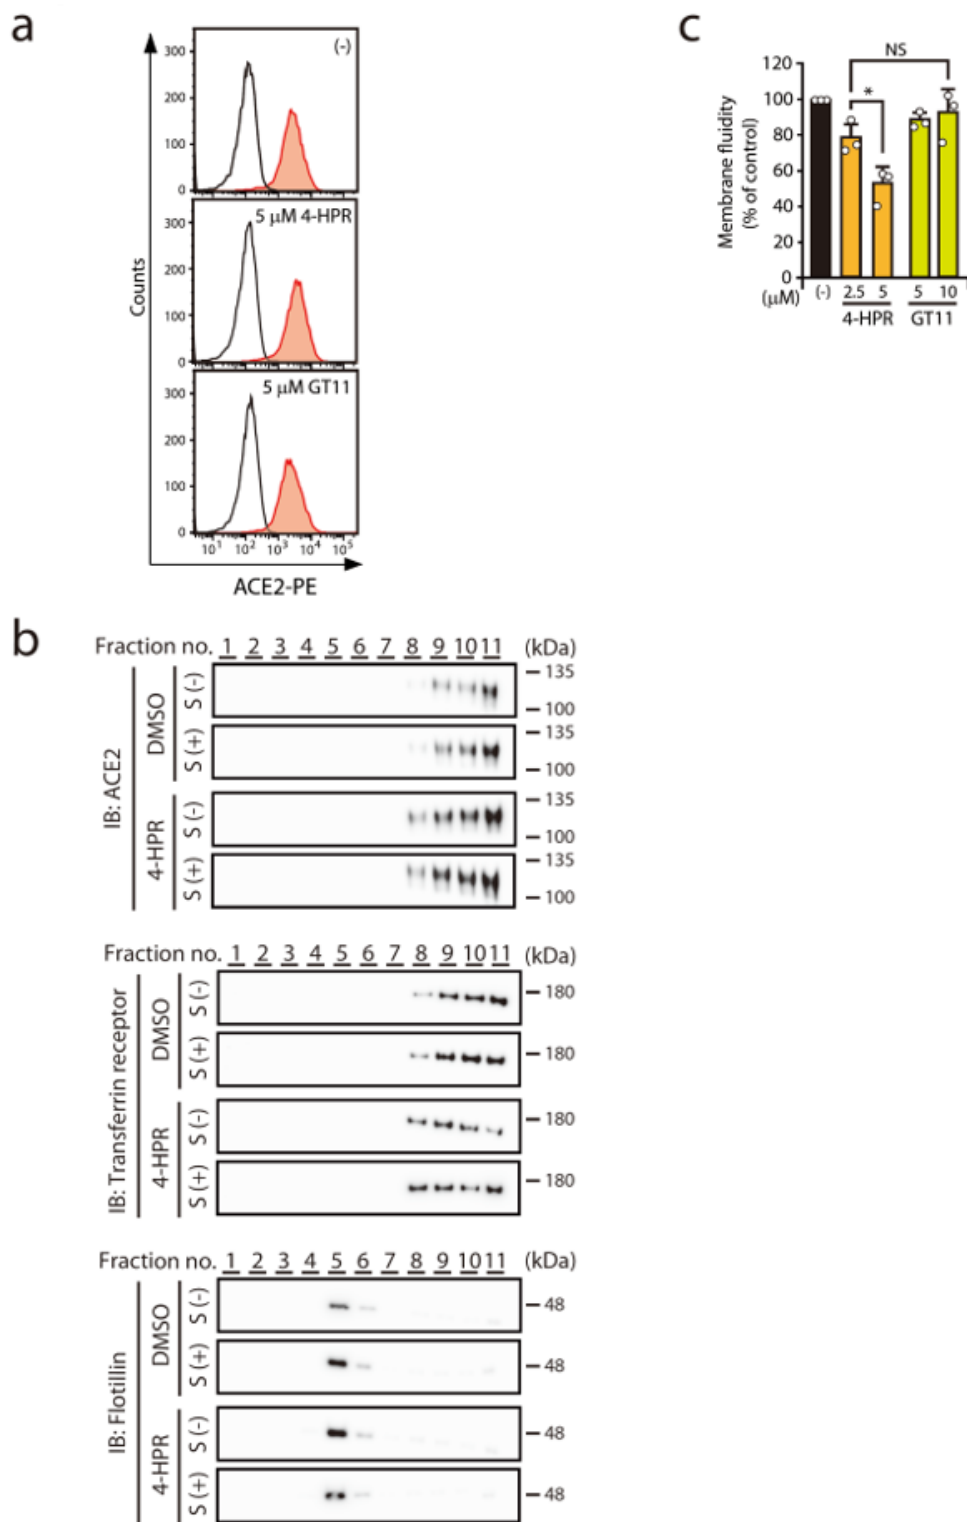 a
(-)
300
200
100
0
5 μM 4-HPR
300
200
100
0
5 μM GT11
300
200
100
0
10¹ 10² 10³ 10⁴ 10⁵
Counts
ACE2-PE
c
NS
*
120
100
80
60
40
20
0
Membrane fluidity
(% of control)
(μM) (-) 2.5 5 5 10
4-HPR GT11
b
Fraction no. 1 2 3 4 5 6 7 8 9 10 11 (kDa)
IB: ACE2
DMSO
S (-)
135
100
S (+)
135
100
4-HPR
S (-)
135
100
S (+)
135
100
Fraction no. 1 2 3 4 5 6 7 8 9 10 11 (kDa)
IB: Transferrin receptor
DMSO
S (-)
180
S (+)
180
4-HPR
S (-)
180
S (+)
180
Fraction no. 1 2 3 4 5 6 7 8 9 10 11 (kDa)
IB: Flotillin
DMSO
S (-)
48
S (+)
48
4-HPR
S (-)
48
S (+)
48